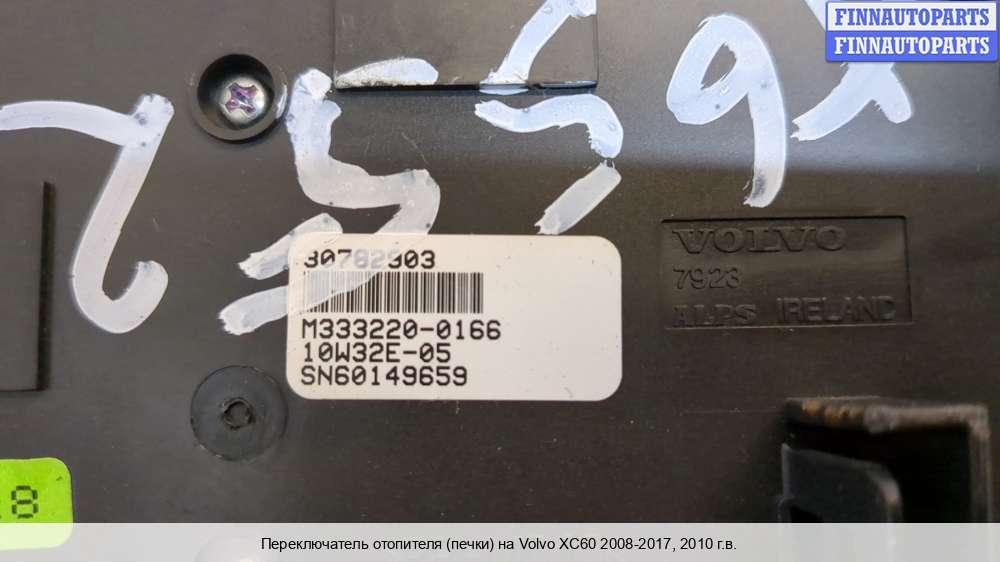 FINNAUTOPARTS
FINNAUTOPARTS
30782903
M333220-0166
10W32E-05
SN60149659
VOLVO
7923
ALPS IRELAND
8
Переключатель отопителя (печки) на Volvo XC60 2008-2017, 2010 г.в.